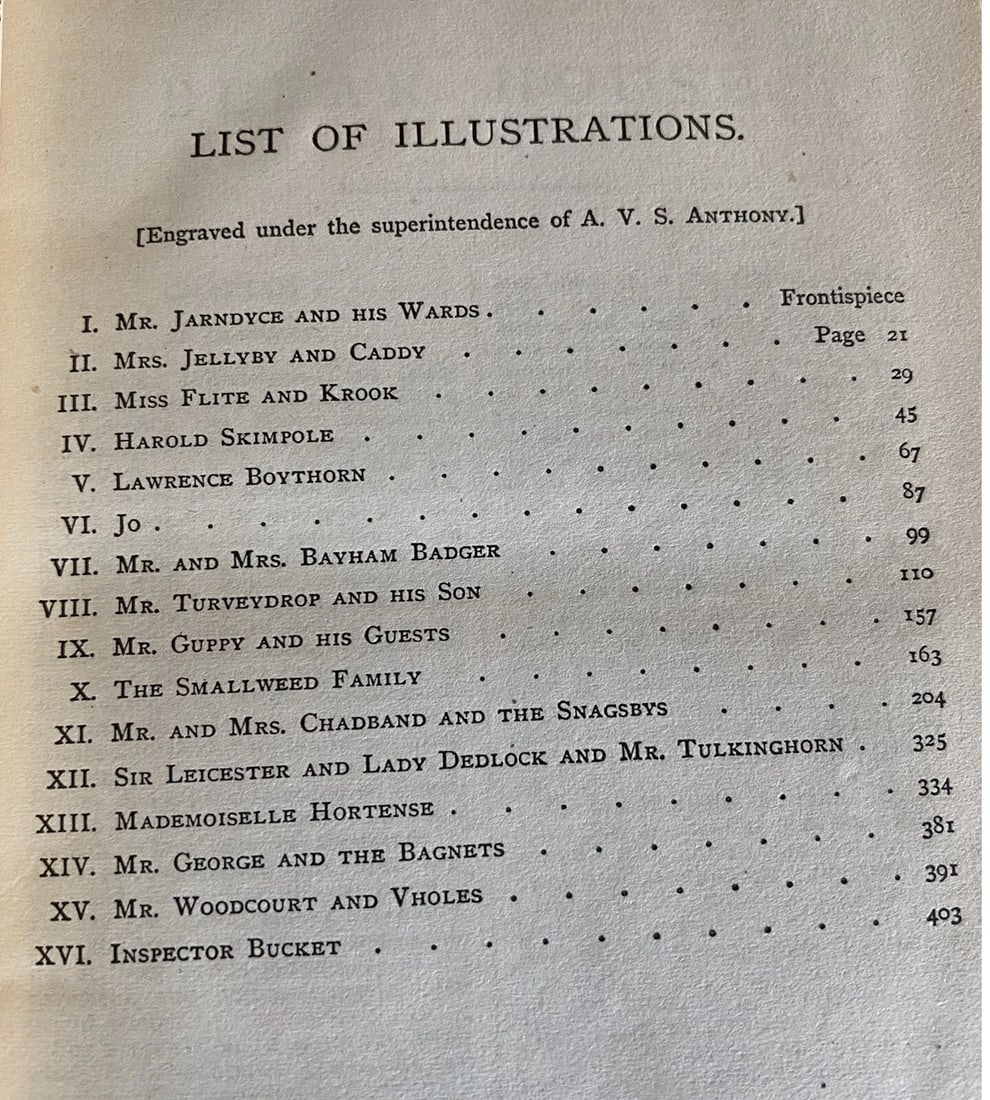 LIST OF ILLUSTRATIONS.
[Engraved under the superintendence of A. V. S. ANTHONY.]
I. MR. JARNDYCE AND HIS WARDS . . . . . . Frontispiece
II. MRS. JELLYBY AND CADDY . . . . . . . Page 21
III. MISS FLITE AND KROOK . . . . . . . . . 29
IV. HAROLD SKIMPOLE . . . . . . . . . . 45
V. LAWRENCE BOYTHORN . . . . . . . . . . 67
VI. JO . . . . . . . . . . . . . . 87
VII. MR. AND MRS. BAYHAM BADGER . . . . . . . 99
VIII. MR. TURVEYDROP AND HIS SON . . . . . . . 110
IX. MR. GUPPY AND HIS GUESTS . . . . . . . . 157
X. THE SMALLWEED FAMILY . . . . . . . . 163
XI. MR. AND MRS. CHADBAND AND THE SNAGSBYS . . . . 204
XII. SIR LEICESTER AND LADY DEDLOCK AND MR. TULKINGHORN . 325
XIII. MADEMOISELLE HORTENSE . . . . . . . . . 334
XIV. MR. GEORGE AND THE BAGNETS . . . . . . . 381
XV. MR. WOODCOURT AND VHOLES . . . . . . . . 391
XVI. INSPECTOR BUCKET . . . . . . . . . . 403